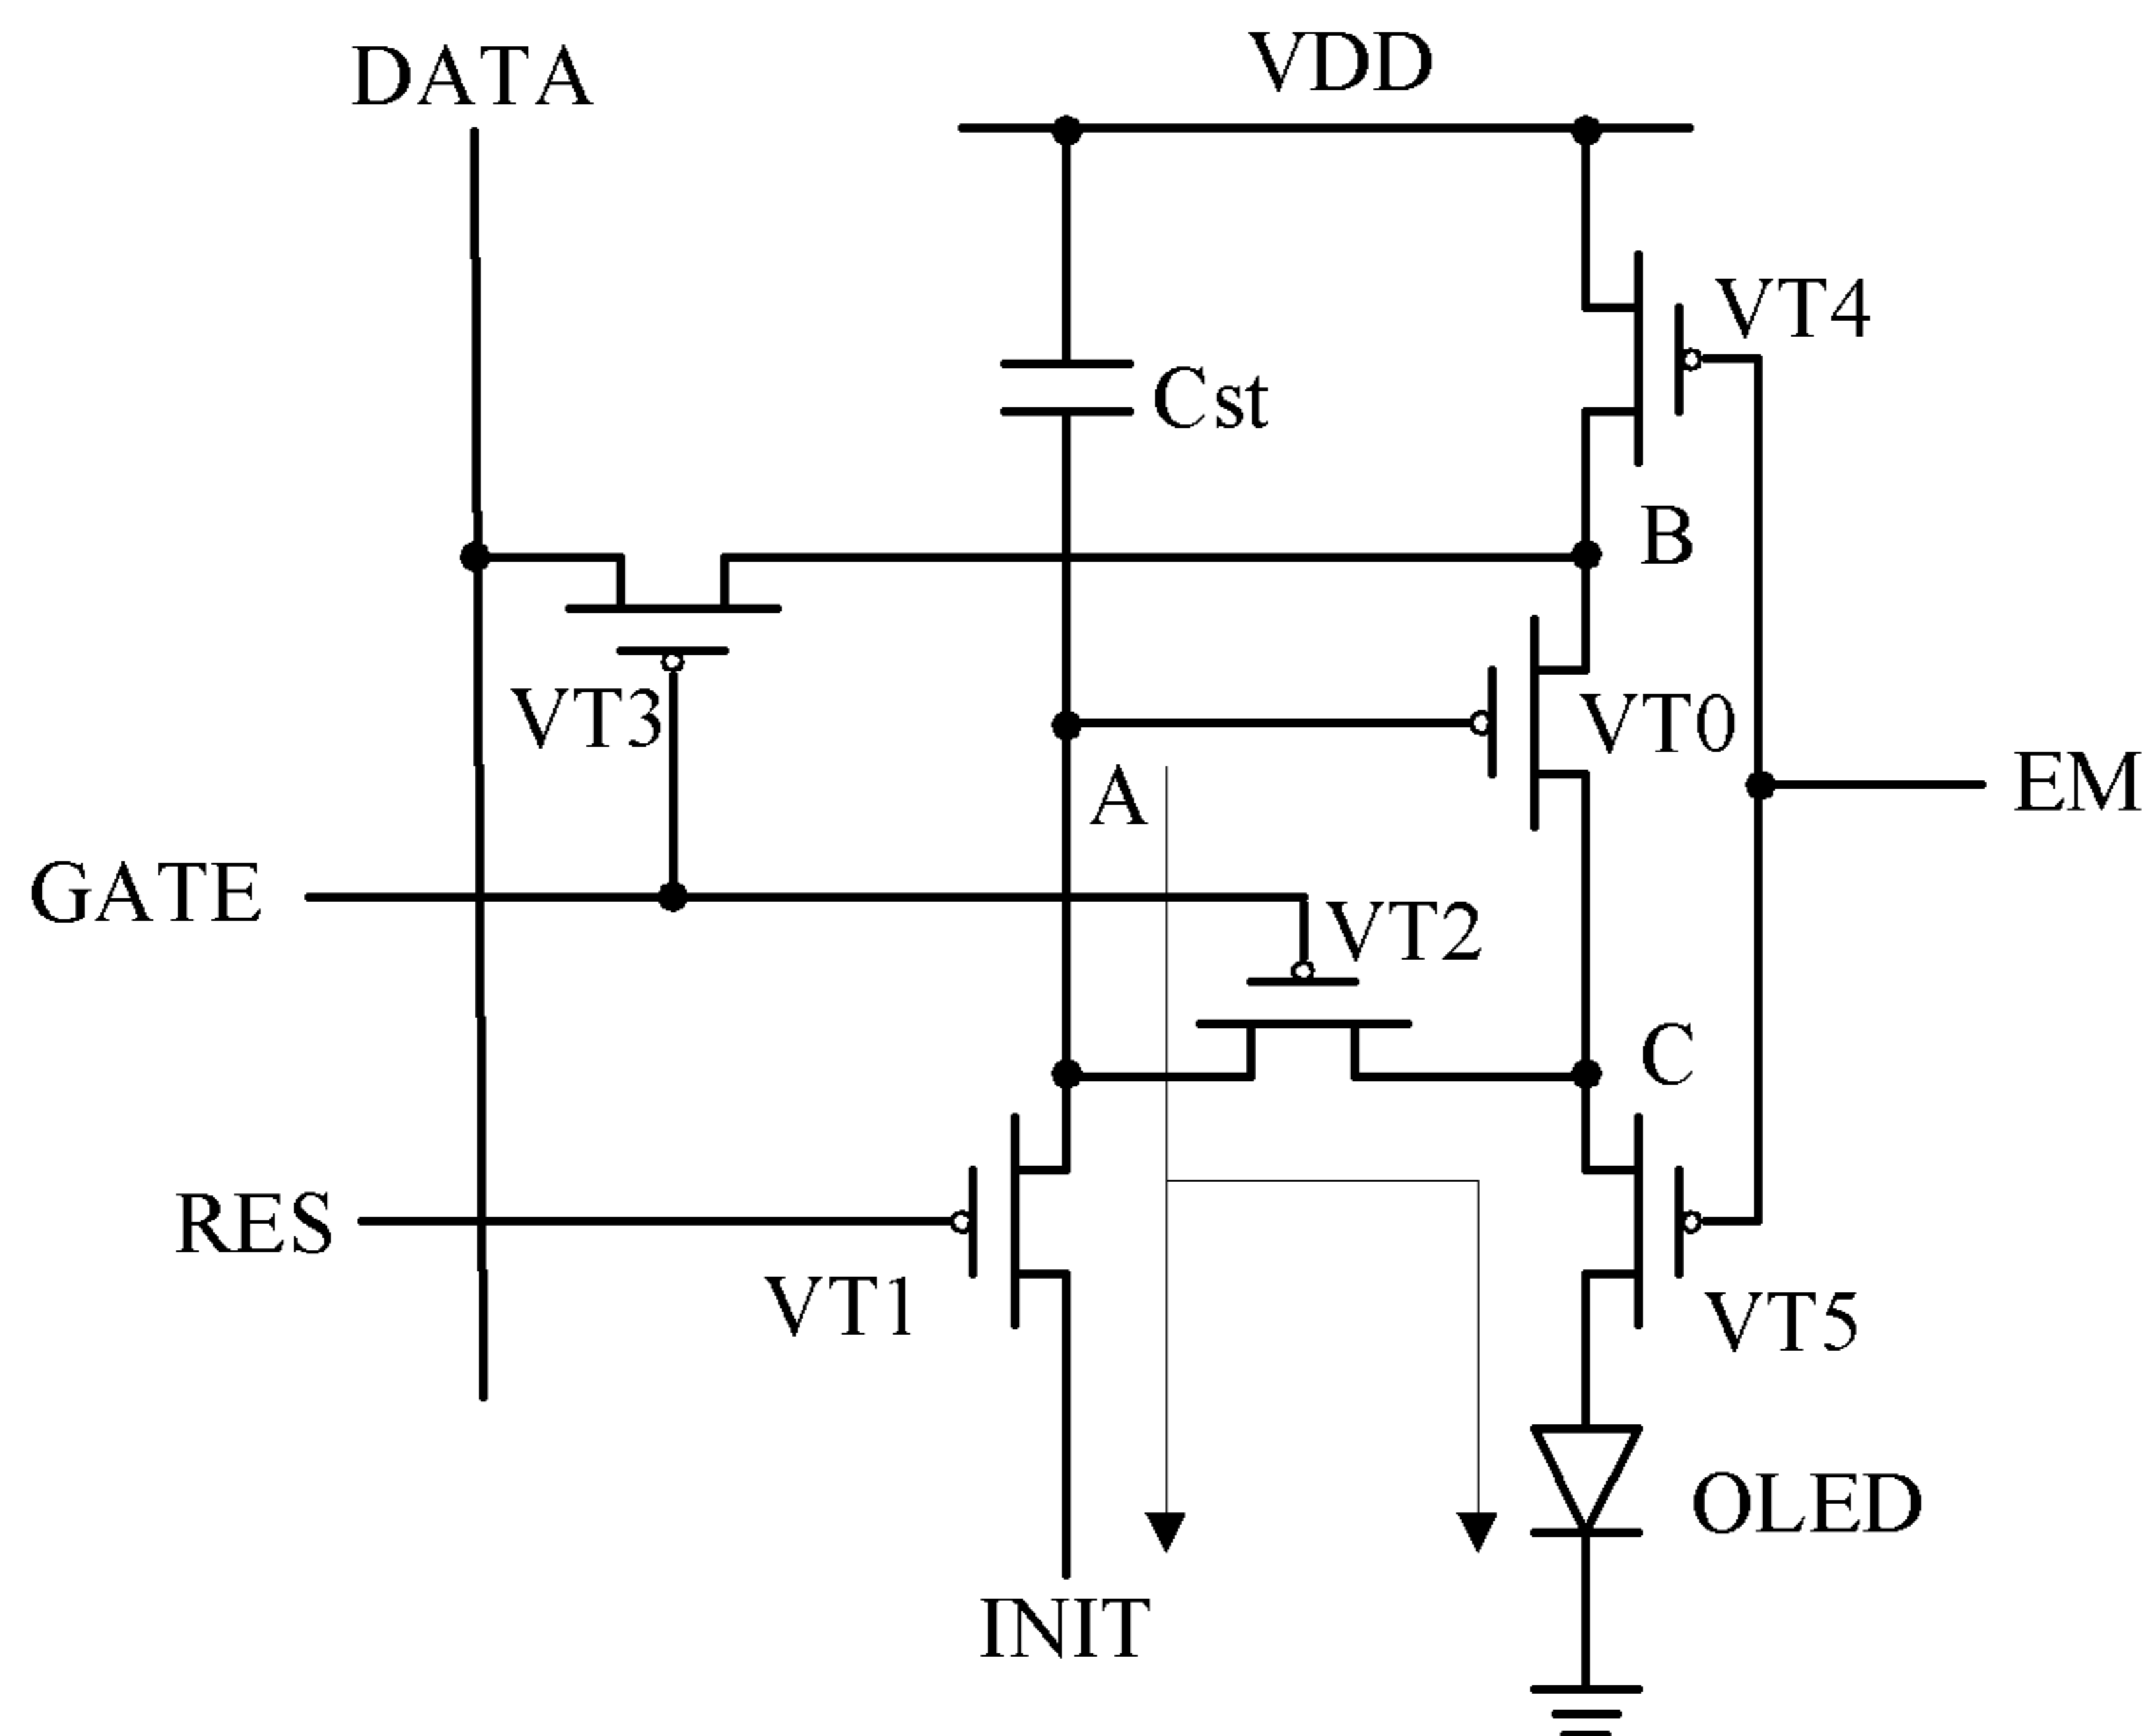 VDD
DATA
VT4
Cst
B
VT3
VT0
A
EM
GATE
VT2
C
RES
VT1
VT5
OLED
INIT